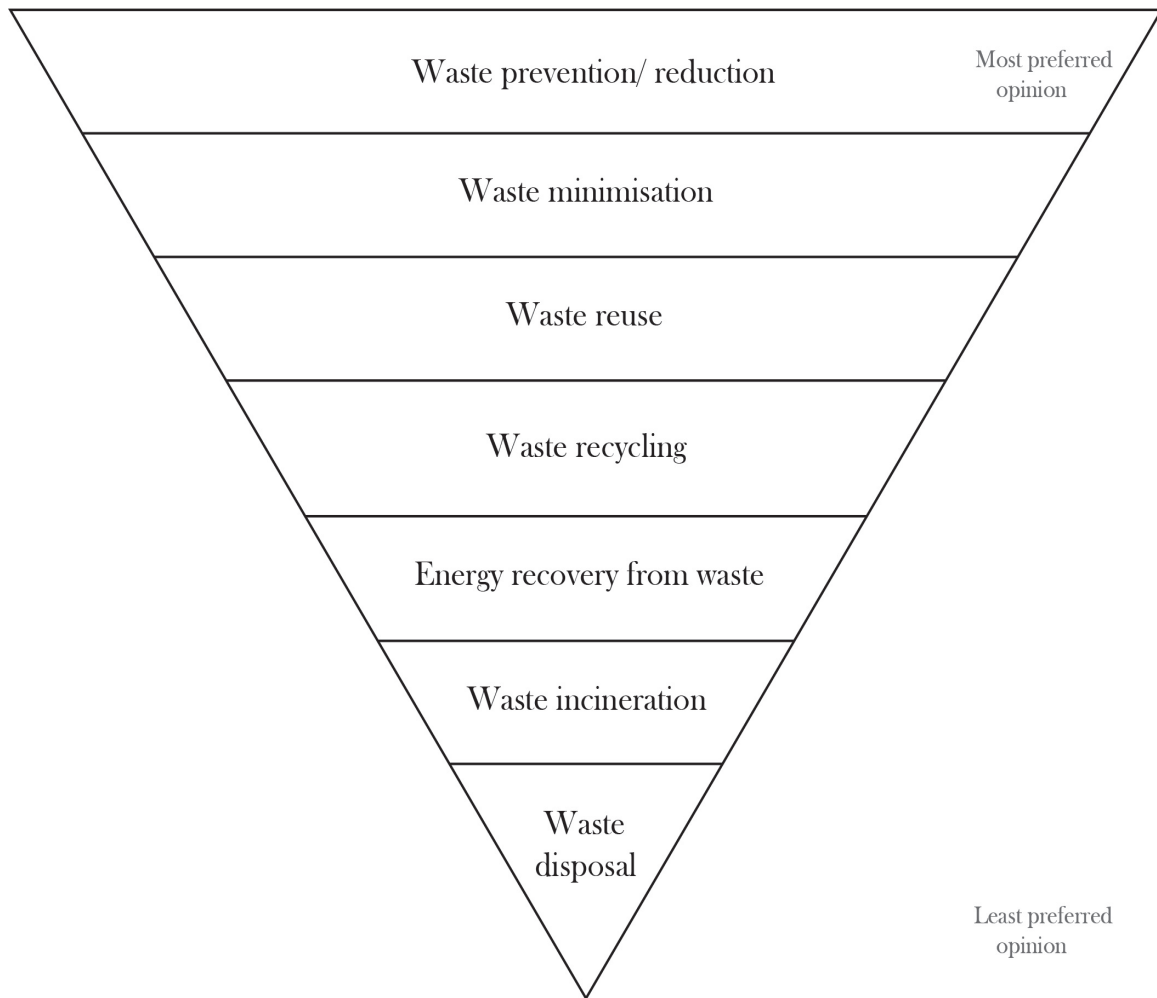 Waste prevention/ reduction
Most preferred
opinion
Waste minimisation
Waste reuse
Waste recycling
Energy recovery from waste
Waste incineration
Waste
disposal
Least preferred
opinion